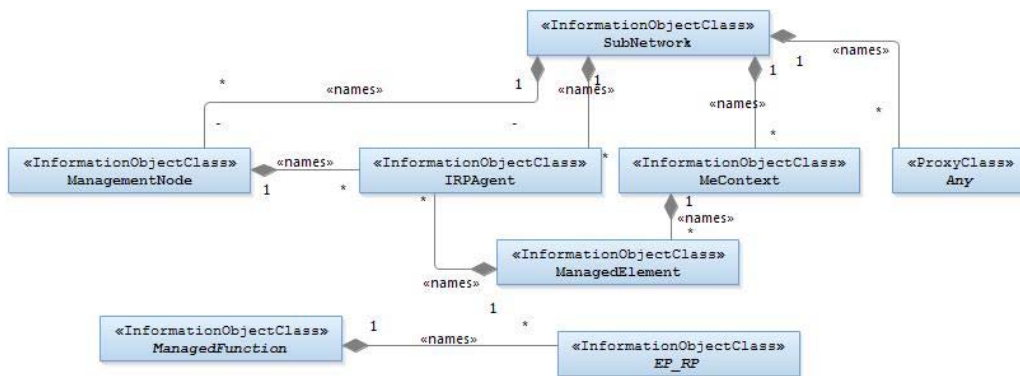 «InformationObjectClass»
SubNetwork
1
«names»
*
1
«names»
1
«names»
1
«names»
*
-
-
*
*
«InformationObjectClass»
ManagementNode
«names»
1
*
«InformationObjectClass»
IRPAgent
*
«InformationObjectClass»
MeContext
«ProxyClass»
Any
1
«names»
*
«InformationObjectClass»
ManagedElement
«names»
1
«InformationObjectClass»
ManagedFunction
1
«names»
*
«InformationObjectClass»
EP_RP